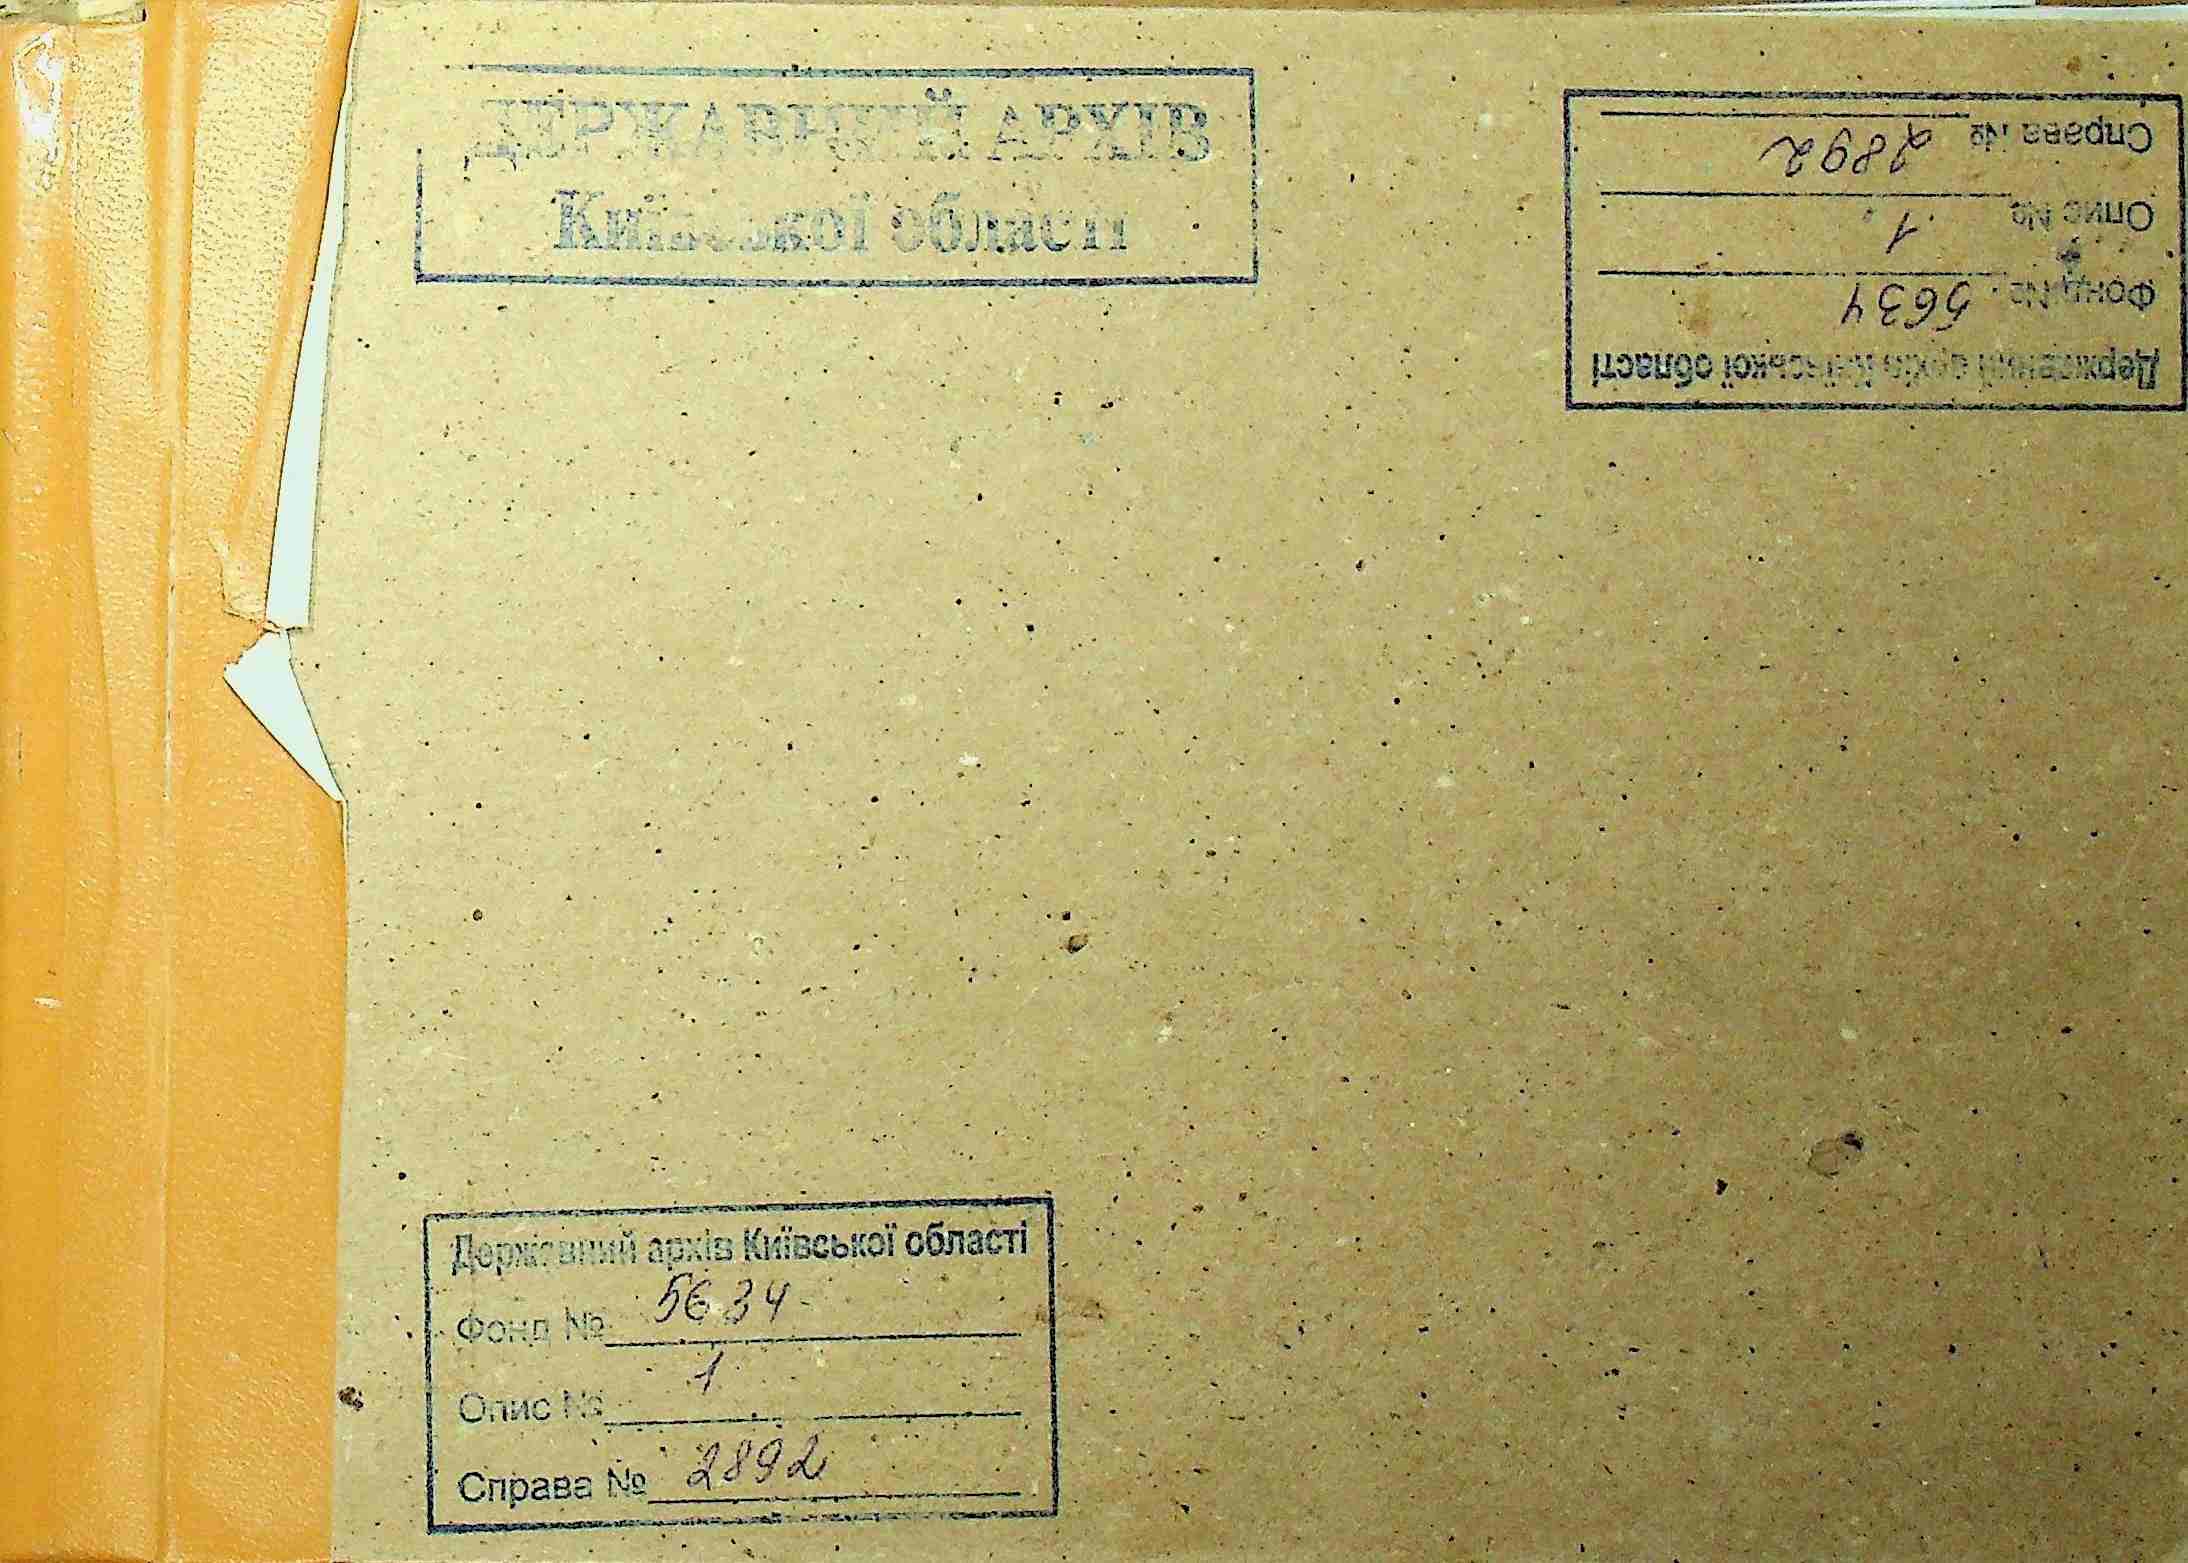 ДЕРЖАВНИЙ АРХІВ
Київської області
Державний архів Київської області
Фонд № 5634
Опис № 1
Справа № 2892
Державний архів Київської області
Фонд № 5634
Опис № 1
Справа № 2892